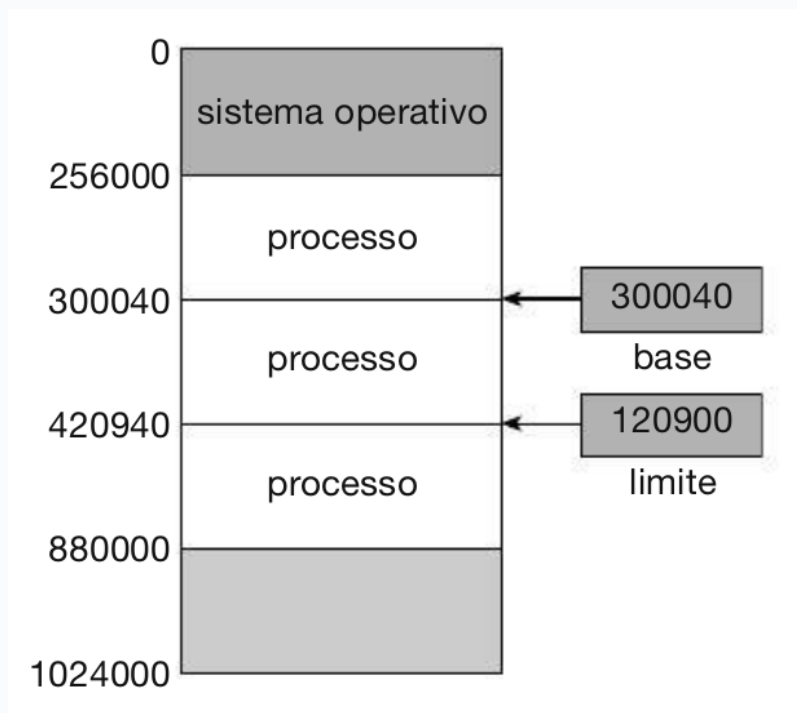 0
sistema operativo
256000
processo
300040
300040
base
processo
420940
120900
limite
processo
880000
1024000